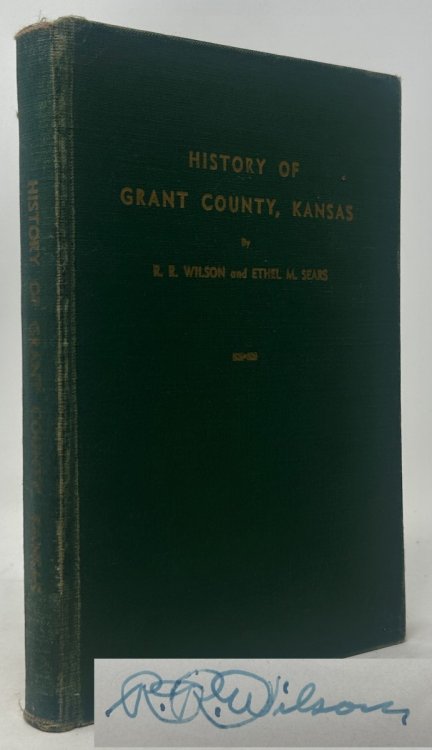 HISTORY OF
GRANT COUNTY, KANSAS
By
R. R. WILSON and ETHEL M. SEARS
HISTORY OF GRANT COUNTY, KANSAS
R. R. Wilson